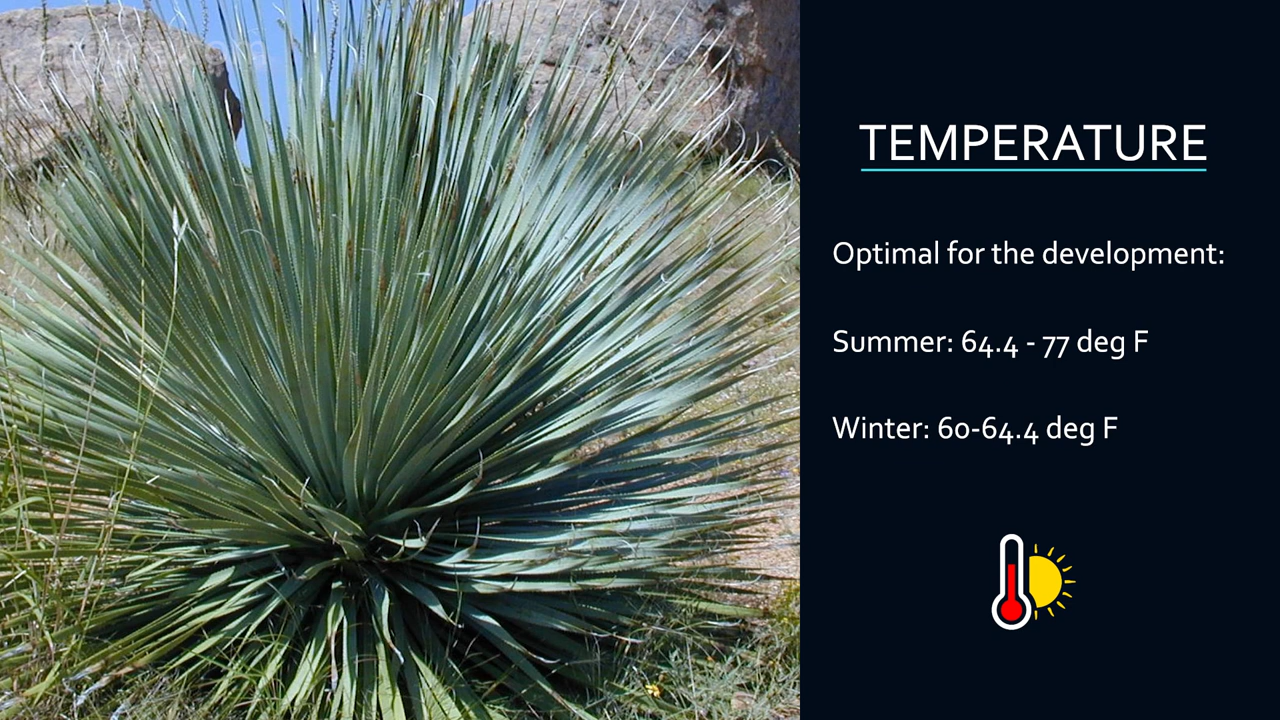 TEMPERATURE
Optimal for the development:
Summer: 64.4 - 77 deg F
Winter: 60-64.4 deg F